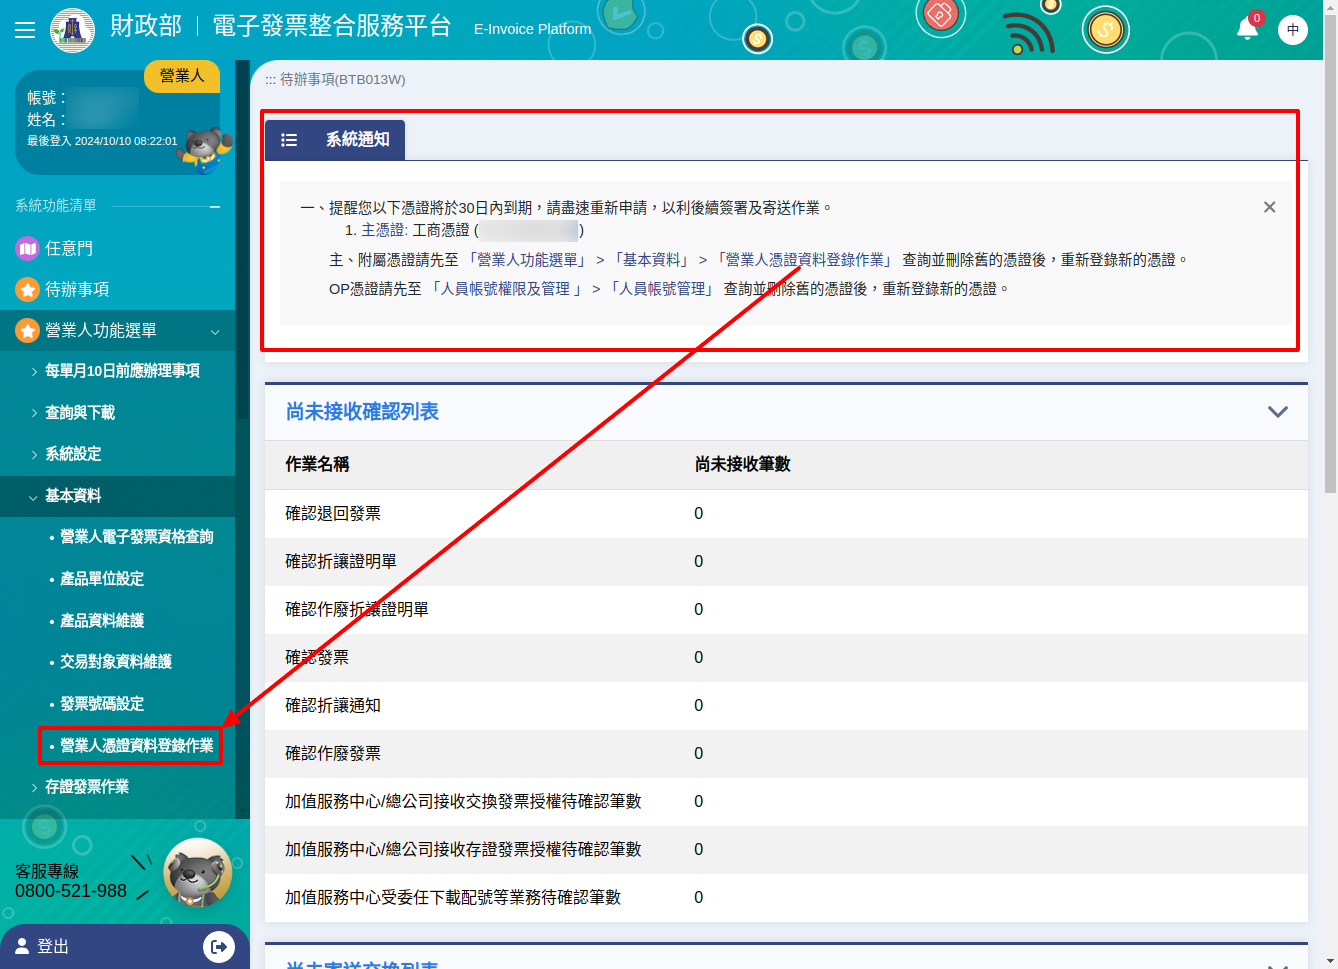 財政部
電子發票整合服務平台
E-Invoice Platform
0
中
營業人
帳號：
姓名：
最後登入 2024/10/10 08:22:01
系統功能清單
任意門
待辦事項
營業人功能選單
每單月10日前應辦理事項
查詢與下載
系統設定
基本資料
• 營業人電子發票資格查詢
• 產品單位設定
• 產品資料維護
• 交易對象資料維護
• 發票號碼設定
• 營業人憑證資料登錄作業
存證發票作業
客服專線
0800-521-988
登出
::: 待辦事項(BTB013W)
系統通知
一、提醒您以下憑證將於30日內到期，請盡速重新申請，以利後續簽署及寄送作業。
1. 主憑證: 工商憑證 ( )
主、附屬憑證請先至 「營業人功能選單」 > 「基本資料」 > 「營業人憑證資料登錄作業」 查詢並刪除舊的憑證後，重新登錄新的憑證。
OP憑證請先至 「人員帳號權限及管理 」 > 「人員帳號管理」 查詢並刪除舊的憑證後，重新登錄新的憑證。
尚未接收確認列表
作業名稱 尚未接收筆數
確認退回發票 0
確認折讓證明單 0
確認作廢折讓證明單 0
確認發票 0
確認折讓通知 0
確認作廢發票 0
加值服務中心/總公司接收交換發票授權待確認筆數 0
加值服務中心/總公司接收存證發票授權待確認筆數 0
加值服務中心受委任下載配號等業務待確認筆數 0
尚未寄送交換列表